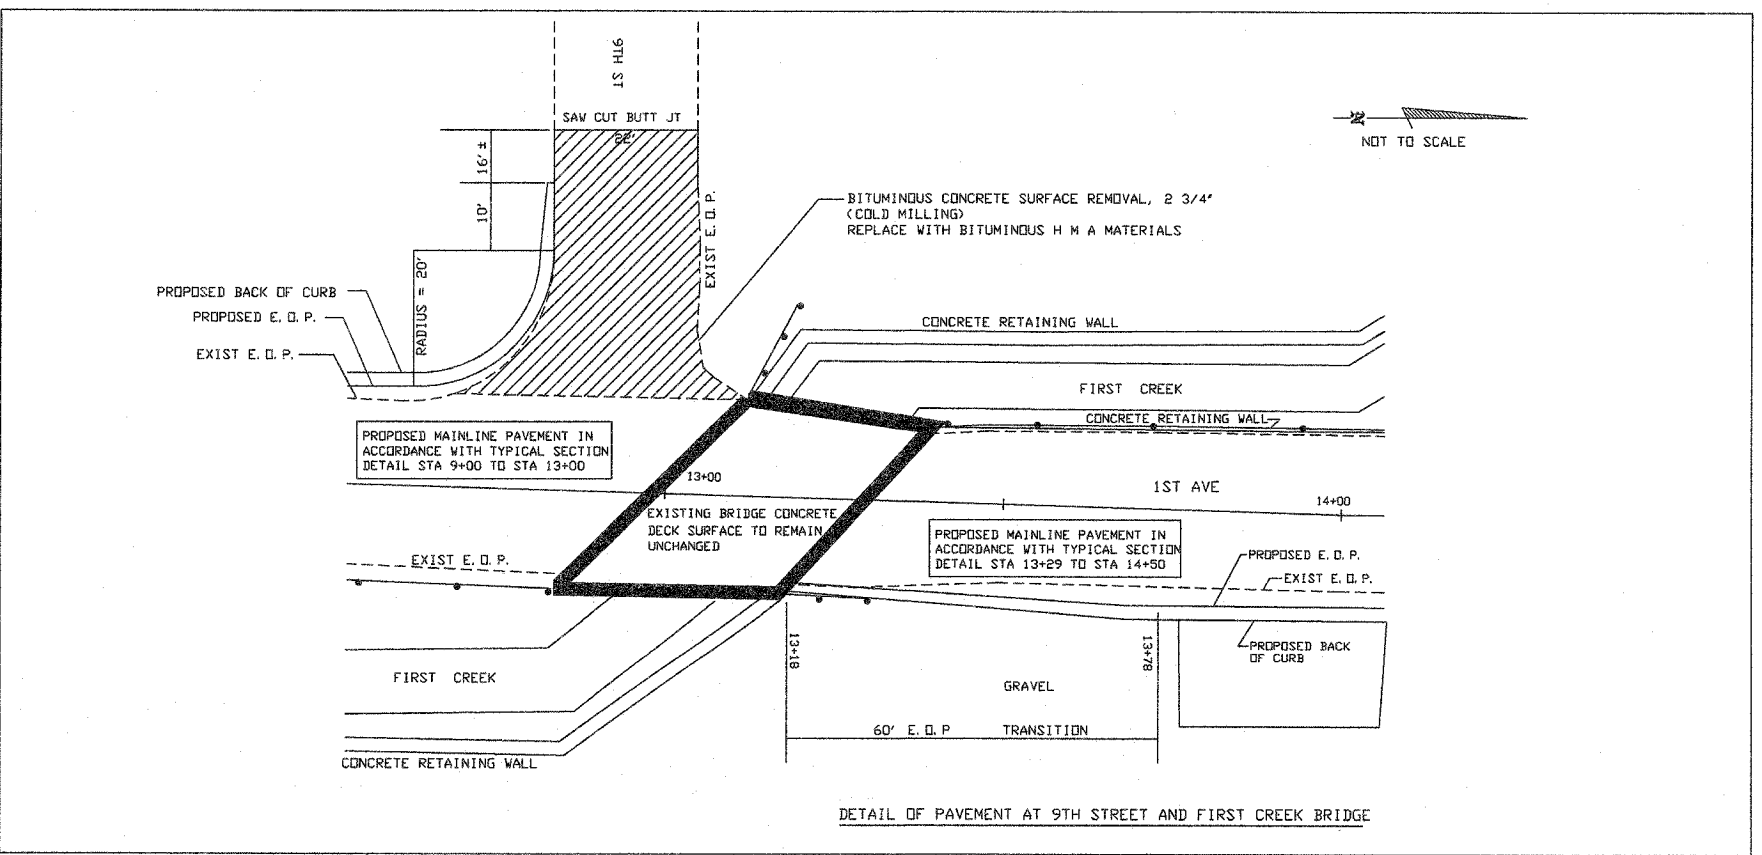 9TH ST
SAW CUT BUTT JT
22'
16' ±
10'
RADIUS = 20'
EXIST E.O.P.
N
NOT TO SCALE
BITUMINOUS CONCRETE SURFACE REMOVAL, 2 3/4"
(COLD MILLING)
REPLACE WITH BITUMINOUS H M A MATERIALS
PROPOSED BACK OF CURB
PROPOSED E.O.P.
EXIST E.O.P.
CONCRETE RETAINING WALL
FIRST CREEK
CONCRETE RETAINING WALL
PROPOSED MAINLINE PAVEMENT IN
ACCORDANCE WITH TYPICAL SECTION
DETAIL STA 9+00 TO STA 13+00
13+00
1ST AVE
14+00
EXISTING BRIDGE CONCRETE
DECK SURFACE TO REMAIN
UNCHANGED
PROPOSED MAINLINE PAVEMENT IN
ACCORDANCE WITH TYPICAL SECTION
DETAIL STA 13+29 TO STA 14+50
EXIST E.O.P.
PROPOSED E.O.P.
EXIST E.O.P.
13+18
13+78
PROPOSED BACK
OF CURB
FIRST CREEK
GRAVEL
60' E.O.P TRANSITION
CONCRETE RETAINING WALL
DETAIL OF PAVEMENT AT 9TH STREET AND FIRST CREEK BRIDGE